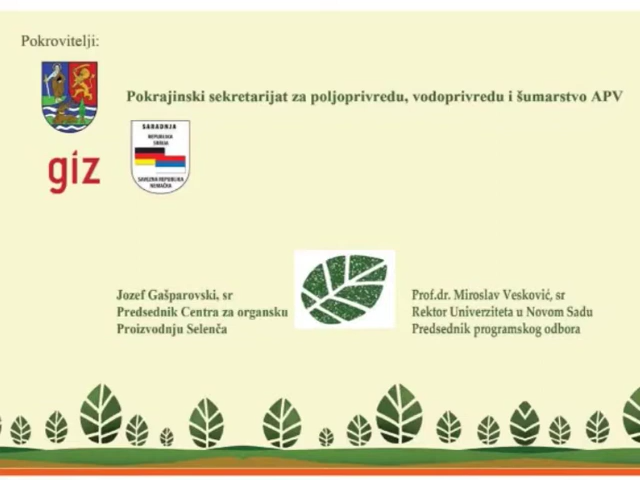 Pokrovitelji:
Pokrajinski sekretarijat za poljoprivredu, vodoprivredu i šumarstvo APV
giz
SARADNJA
REPUBLIKA
SRBIJA
SAVEZNA REPUBLIKA
NEMAČKA
Jozef Gašparovski, sr
Predsednik Centra za organsku
Proizvodnju Selenča
Prof.dr. Miroslav Vesković, sr
Rektor Univerziteta u Novom Sadu
Predsednik programskog odbora